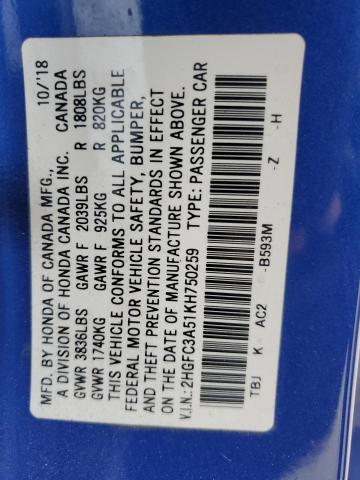 MFD. BY HONDA OF CANADA MFG., 10/'18
A DIVISION OF HONDA CANADA INC. CANADA
GVWR 3836LBS GAWR F 2039LBS R 1808LBS
GVWR 1740KG GAWR F 925KG R 820KG
THIS VEHICLE CONFORMS TO ALL APPLICABLE
FEDERAL MOTOR VEHICLE SAFETY, BUMPER,
AND THEFT PREVENTION STANDARDS IN EFFECT
ON THE DATE OF MANUFACTURE SHOWN ABOVE.
V.I.N.: 2HGFC3A51KH750259 TYPE: PASSENGER CAR
-B593M -Z -H
TBJ K AC2